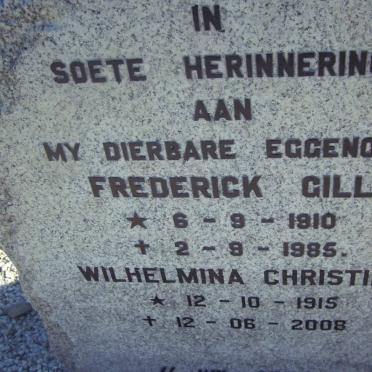 IN
SOETE HERINNERIN
AAN
MY DIERBARE EGGENO
FREDERICK GILL
★ 6 - 9 - 1910
✝ 2 - 9 - 1985.
WILHELMINA CHRISTI
★ 12 - 10 - 1915
✝ 12 - 06 - 2008